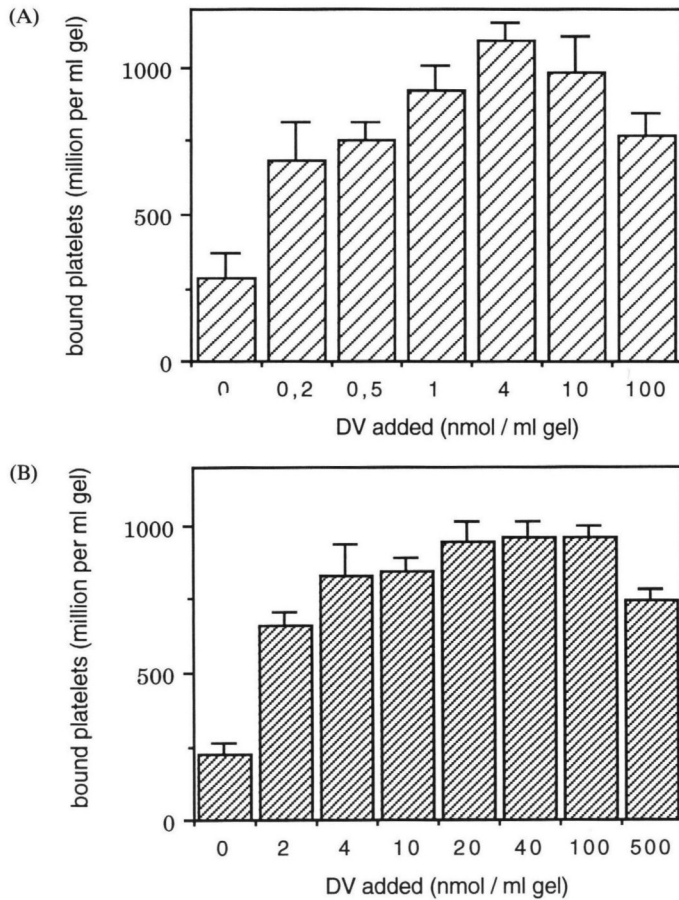 (A)
bound platelets (million per ml gel)
1000
500
0
0 0,2 0,5 1 4 10 100
DV added (nmol / ml gel)
(B)
bound platelets (million per ml gel)
1000
500
0
0 2 4 10 20 40 100 500
DV added (nmol / ml gel)